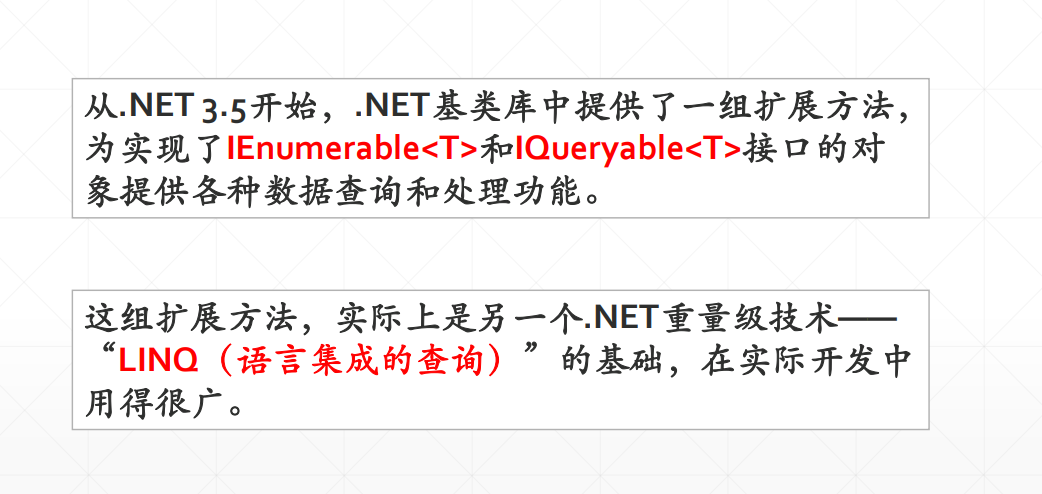 从.NET 3.5开始，.NET基类库中提供了一组扩展方法，
为实现了IEnumerable<T>和IQueryable<T>接口的对
象提供各种数据查询和处理功能。
这组扩展方法，实际上是另一个.NET重量级技术——
“LINQ（语言集成的查询）”的基础，在实际开发中
用得很广。